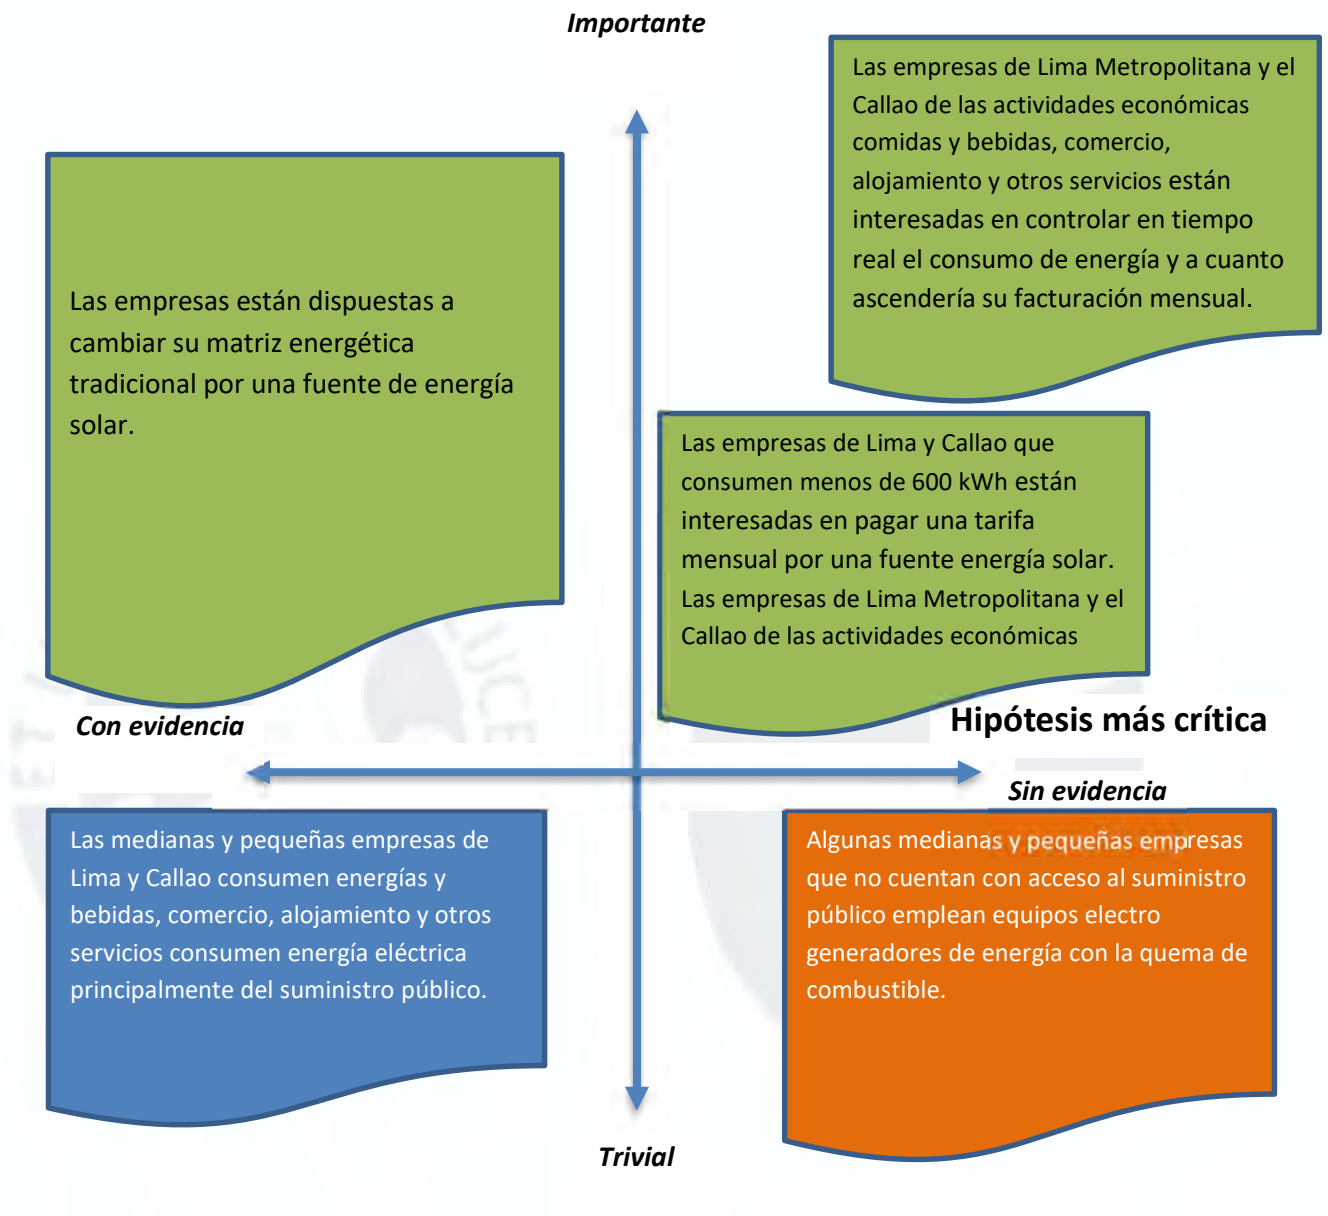 Importante
Las empresas de Lima Metropolitana y el
Callao de las actividades económicas
comidas y bebidas, comercio,
alojamiento y otros servicios están
interesadas en controlar en tiempo
real el consumo de energía y a cuanto
ascendería su facturación mensual.
Las empresas están dispuestas a
cambiar su matriz energética
tradicional por una fuente de energía
solar.
Las empresas de Lima y Callao que
consumen menos de 600 kWh están
interesadas en pagar una tarifa
mensual por una fuente energía solar.
Las empresas de Lima Metropolitana y el
Callao de las actividades económicas
Con evidencia
Hipótesis más crítica
Sin evidencia
Las medianas y pequeñas empresas de
Lima y Callao consumen energías y
bebidas, comercio, alojamiento y otros
servicios consumen energía eléctrica
principalmente del suministro público.
Algunas medianas y pequeñas empresas
que no cuentan con acceso al suministro
público emplean equipos electro
generadores de energía con la quema de
combustible.
Trivial